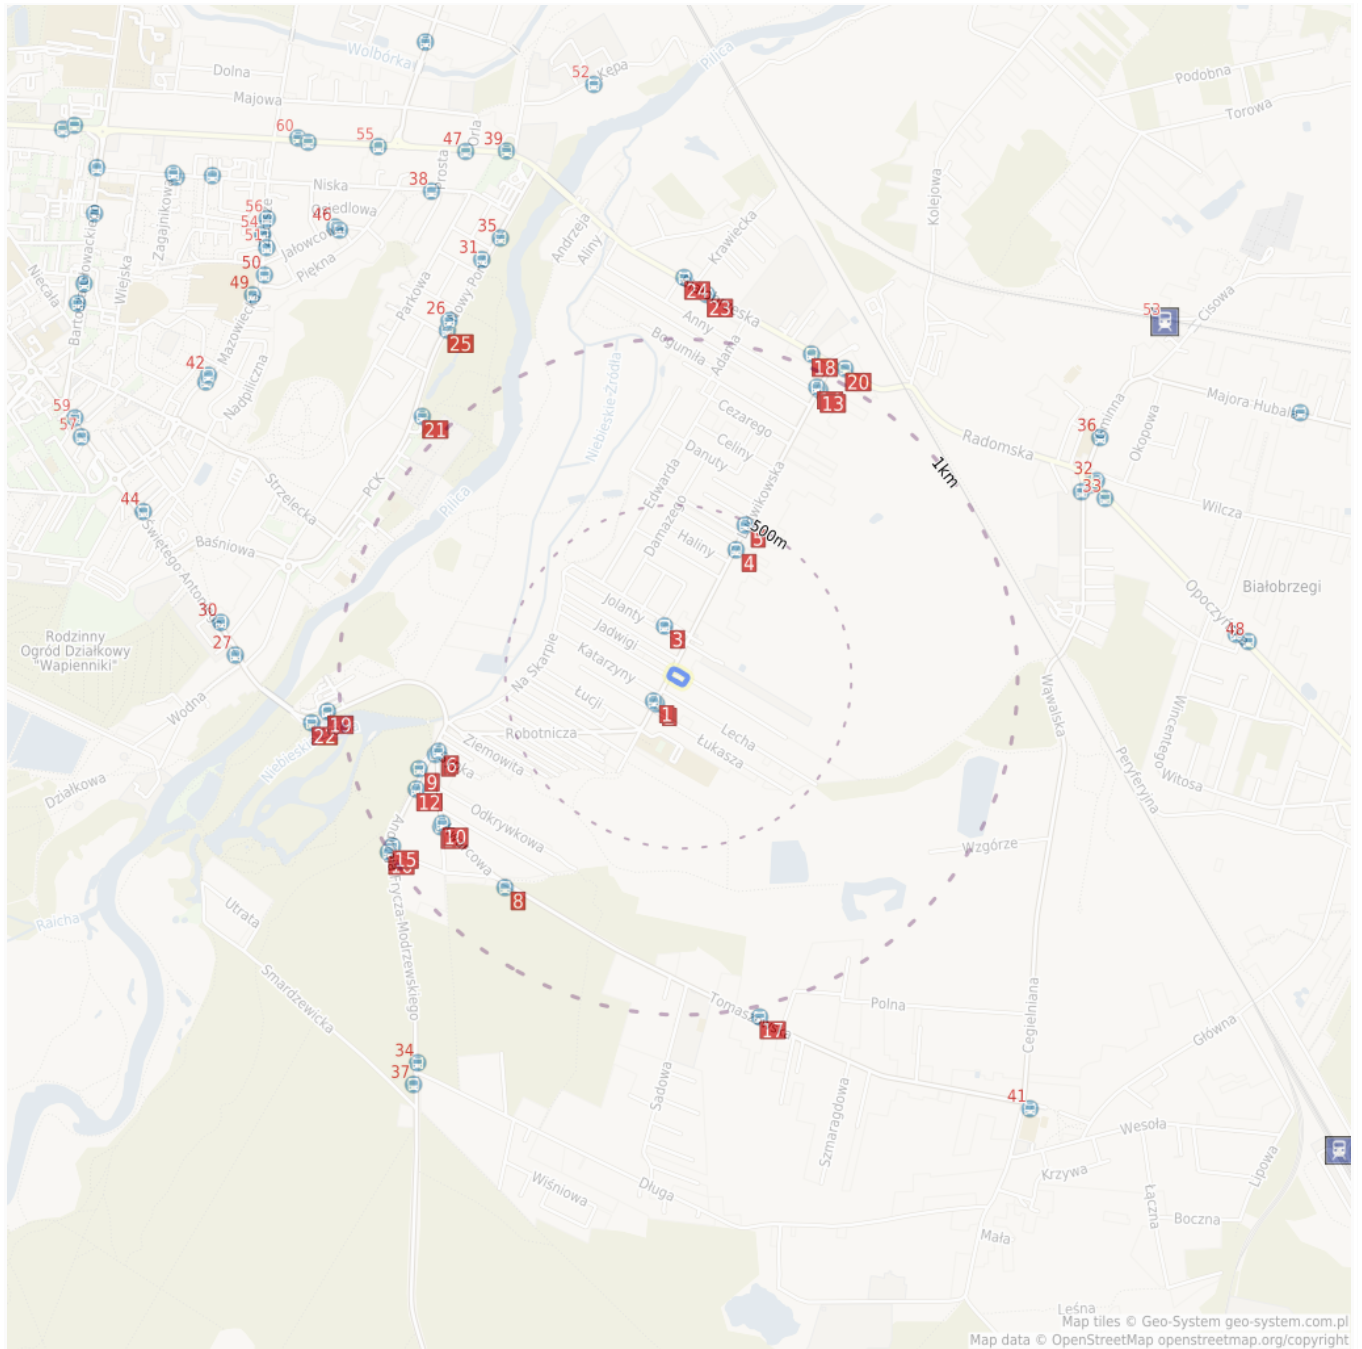 Wolbórka
Pilica
52
Kępa
Dolna
Podobna
Majowa
Torowa
60
55
47
Orla
39
Prosta
38
Niska
Kolejowa
Zagajnikowa
56
46
Osiedlowa
54
51
Jałowcowa
35
Andrzeja
Aliny
Krawiecka
Niecała
Wiejska
50
Piękna
31
49
Parkowa
24
23
Cisowa
53
26
25
Anny
Bogumiła
Adama
Mazowiecka
42
Nadpiliczna
18
20
Niebieskie-Źródła
13
Majora Hubala
59
57
21
Cezarego
Celiny
Danuty
36
Okopowa
Radomska
1km
Edwarda
32
33
Strzelecka
PCK
Pilica
44
Damazego
Wilcza
500m
5
Baśniowa
Haliny
4
Świętego Antoniego
Opoczyńska
Białobrzegi
30
Jolanty
3
48
Rodzinny
Ogród Działkowy
"Wapienniki"
27
Jadwigi
Na Skarpie
Katarzyny
Łucji
Wodna
Wawalska
Wincentego
1
19
22
Robotnicza
Lecha
Łukasza
Ziemowita
6
9
12
Działkowa
Peryferyjna
Witosa
Odkrywkowa
10
Wzgórze
15
8
Utrata
Raicha
Frycza-Modrzewskiego
Smardzewicka
17
Polna
Cegielniana
Główna
34
37
Sadowa
Szmaragdowa
41
Wesoła
Krzywa
Lipowa
Wiśniowa
Długa
Łączna
Boczna
Mała
Leśna
Map tiles © Geo-System geo-system.com.pl
Map data © OpenStreetMap openstreetmap.org/copyright